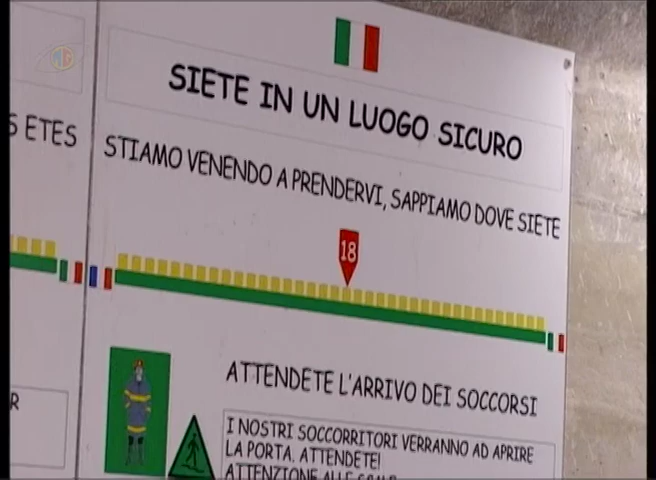 SIETE IN UN LUOGO SICURO
S ETES
STIAMO VENENDO A PRENDERVI, SAPPIAMO DOVE SIETE
18
ATTENDETE L'ARRIVO DEI SOCCORSI
R
I NOSTRI SOCCORRITORI VERRANNO AD APRIRE
LA PORTA. ATTENDETE!
ATTENZIONE ALLE SCALE